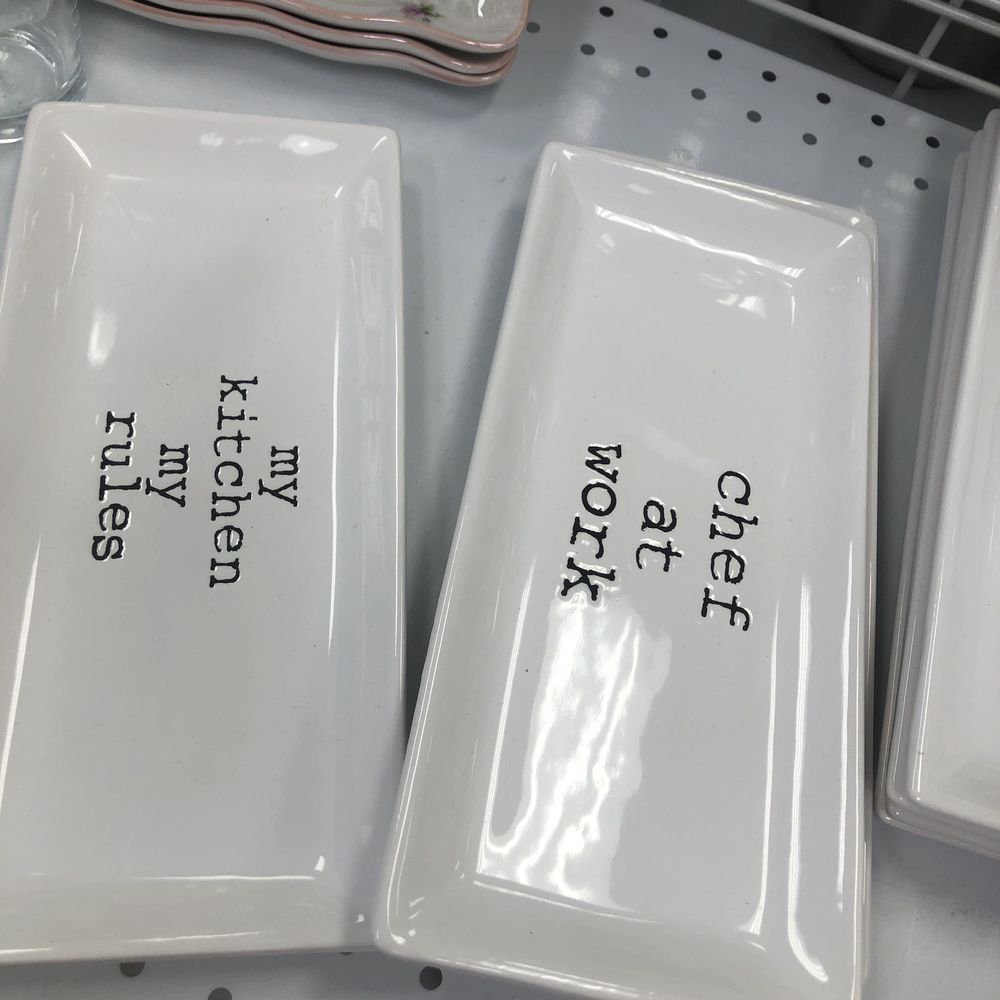 my
kitchen
my
rules
chef
at
work